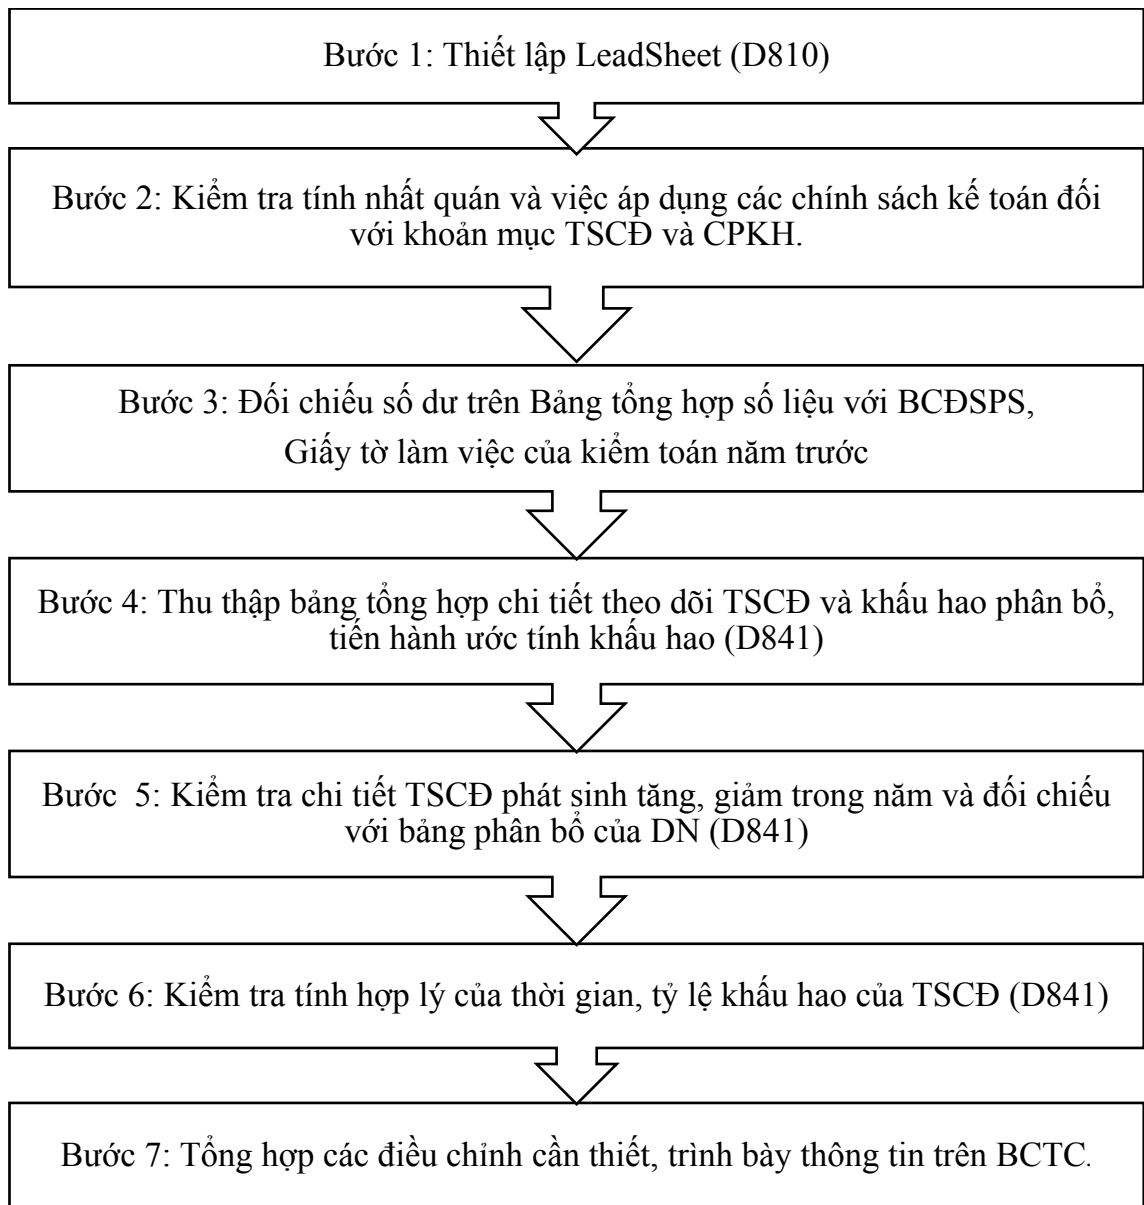 Bước 1: Thiết lập LeadSheet (D810)
Bước 2: Kiểm tra tính nhất quán và việc áp dụng các chính sách kế toán đối
với khoản mục TSCĐ và CPKH.
Bước 3: Đối chiếu số dư trên Bảng tổng hợp số liệu với BCĐSPS,
Giấy tờ làm việc của kiểm toán năm trước
Bước 4: Thu thập bảng tổng hợp chi tiết theo dõi TSCĐ và khấu hao phân bổ,
tiến hành ước tính khấu hao (D841)
Bước  5: Kiểm tra chi tiết TSCĐ phát sinh tăng, giảm trong năm và đối chiếu
với bảng phân bổ của DN (D841)
Bước 6: Kiểm tra tính hợp lý của thời gian, tỷ lệ khấu hao của TSCĐ (D841)
Bước 7: Tổng hợp các điều chỉnh cần thiết, trình bày thông tin trên BCTC.